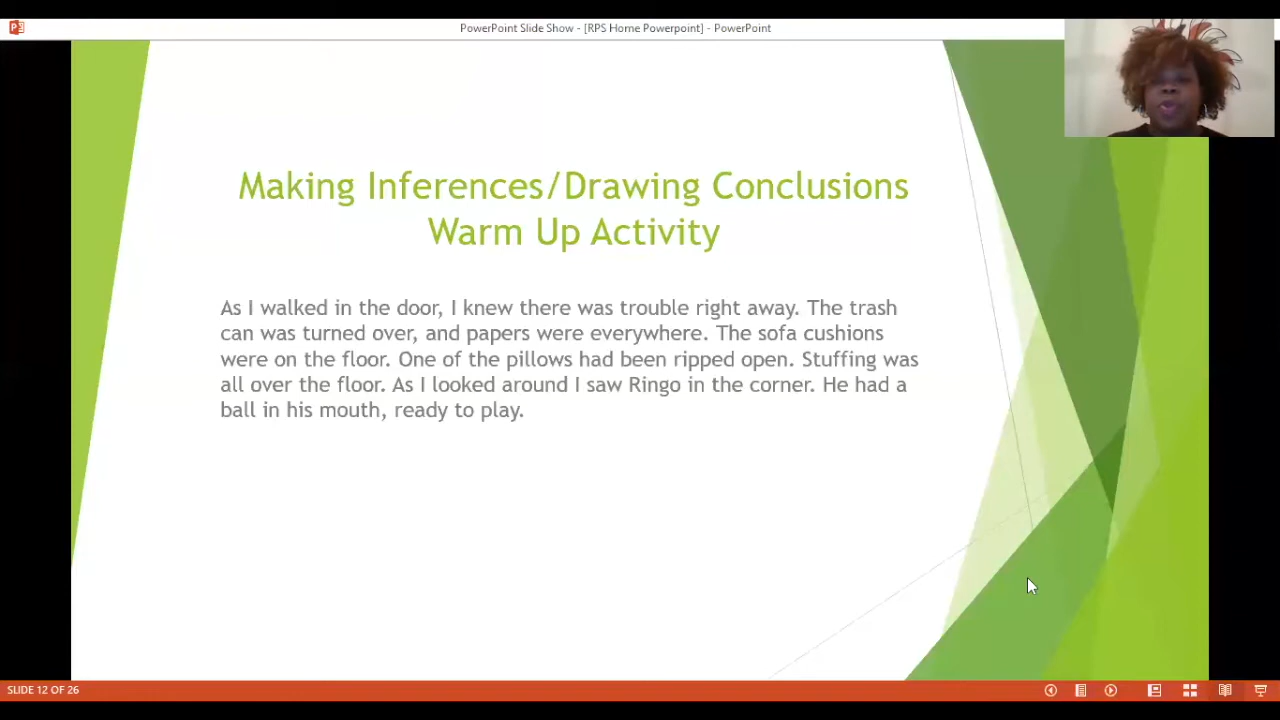 PowerPoint Slide Show - [RPS Home Powerpoint] - PowerPoint
Making Inferences/Drawing Conclusions
Warm Up Activity
As I walked in the door, I knew there was trouble right away. The trash
can was turned over, and papers were everywhere. The sofa cushions
were on the floor. One of the pillows had been ripped open. Stuffing was
all over the floor. As I looked around I saw Ringo in the corner. He had a
ball in his mouth, ready to play.
SLIDE 12 OF 26